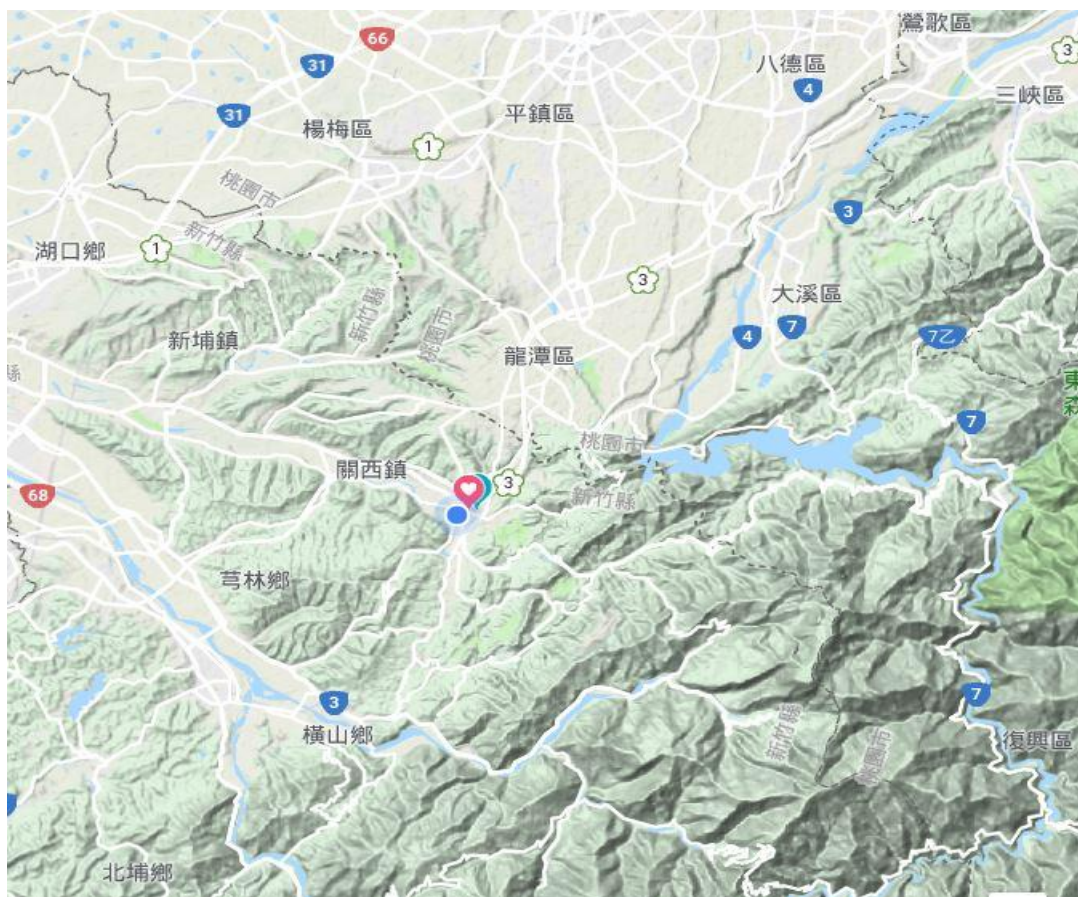 鶯歌區
66
3
31
八德區
4
三峽區
31
平鎮區
楊梅區
1
桃園市
3
新竹縣
湖口鄉
1
3
大溪區
新竹縣
桃園市
新埔鎮
4
7
7乙
龍潭區
縣
東
森
7
桃園市
關西鎮
3
新竹縣
68
芎林鄉
3
7
橫山鄉
新竹縣
桃園市
復興區
北埔鄉